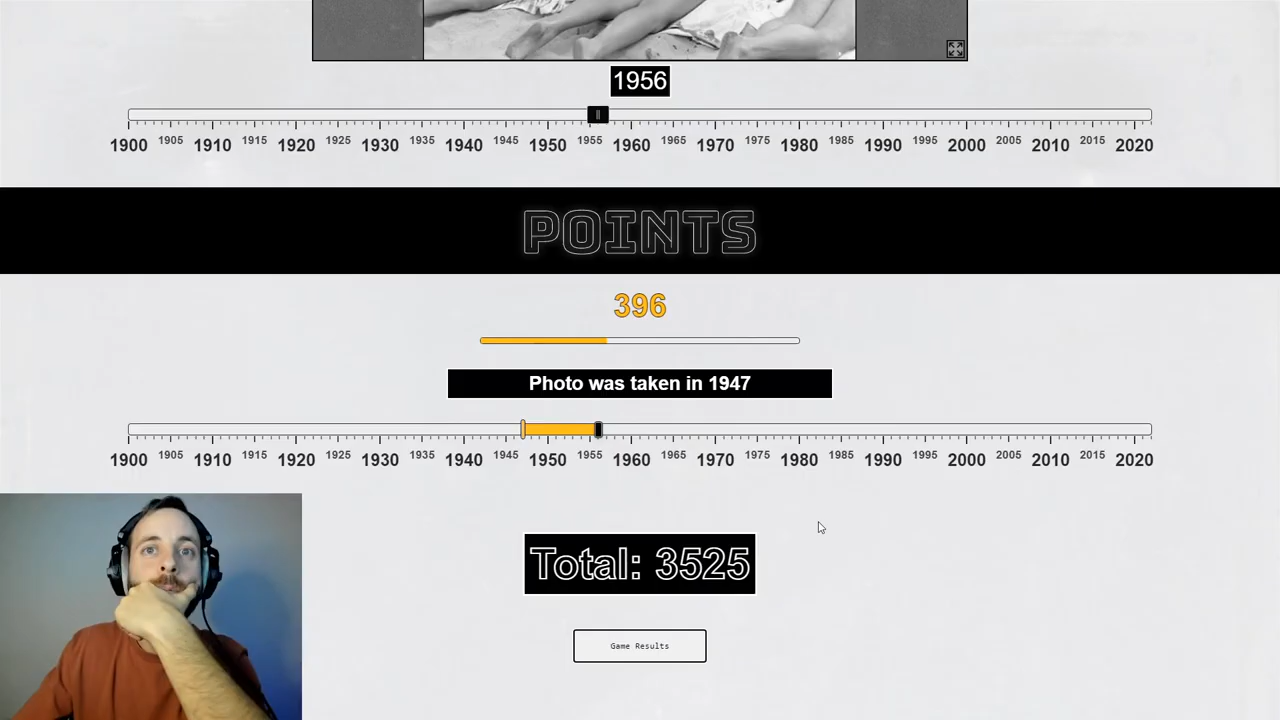 1956
1900 1905 1910 1915 1920 1925 1930 1935 1940 1945 1950 1955 1960 1965 1970 1975 1980 1985 1990 1995 2000 2005 2010 2015 2020
POINTS
396
Photo was taken in 1947
1900 1905 1910 1915 1920 1925 1930 1935 1940 1945 1950 1955 1960 1965 1970 1975 1980 1985 1990 1995 2000 2005 2010 2015 2020
Total: 3525
Game Results